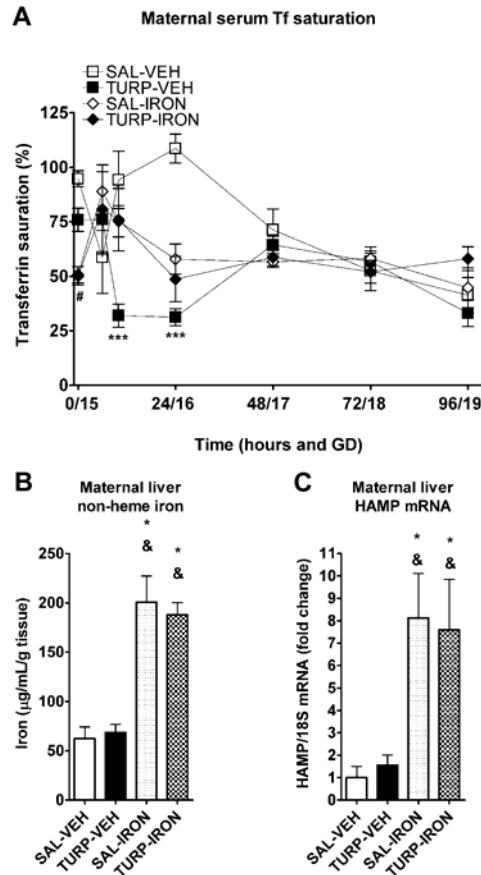 A
Maternal serum Tf saturation
SAL-VEH
TURP-VEH
SAL-IRON
TURP-IRON
Transferrin sauration (%)
125
100
75
50
25
0
#
***
***
0/15
24/16
48/17
72/18
96/19
Time (hours and GD)
B
Maternal liver
non-heme iron
Iron (µg/mL/g tissue)
250
200
150
100
50
0
*
&
*
&
SAL-VEH
TURP-VEH
SAL-IRON
TURP-IRON
C
Maternal liver
HAMP mRNA
HAMP/18S mRNA (fold change)
11
10
9
8
7
6
5
4
3
2
1
0
*
&
*
&
SAL-VEH
TURP-VEH
SAL-IRON
TURP-IRON